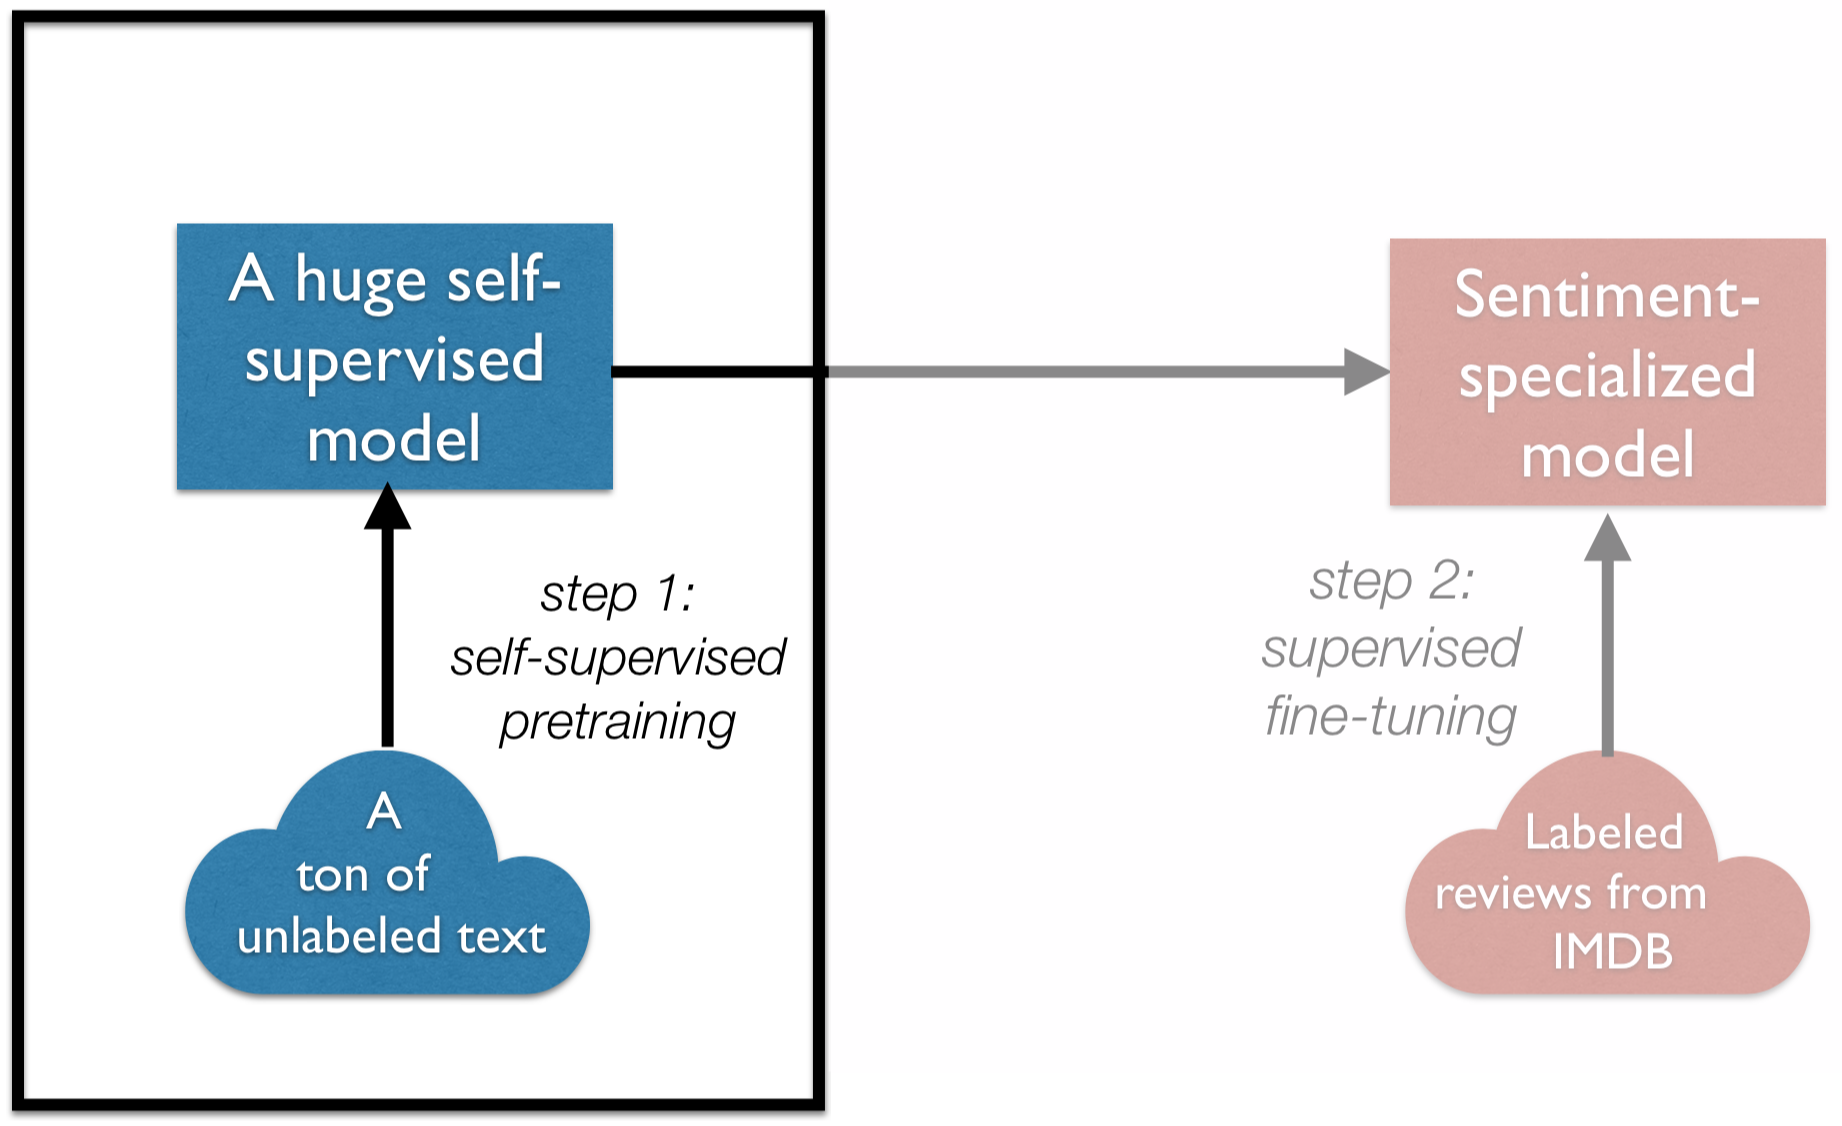 A huge self-
supervised
model
step 1:
self-supervised
pretraining
A
ton of
unlabeled text
Sentiment-
specialized
model
step 2:
supervised
fine-tuning
Labeled
reviews from
IMDB